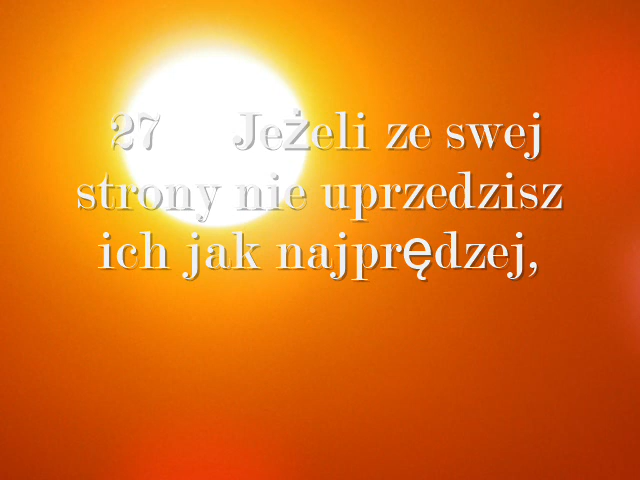 27 Jeżeli ze swej
strony nie uprzedzisz
ich jak najprędzej,